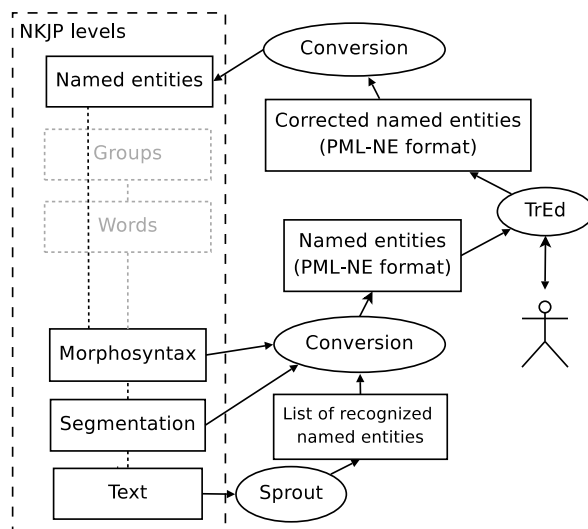 NKJP levels
Conversion
Named entities
Corrected named entities
(PML-NE format)
Groups
TrEd
Words
Named entities
(PML-NE format)
Morphosyntax
Conversion
Segmentation
List of recognized
named entities
Text
Sprout